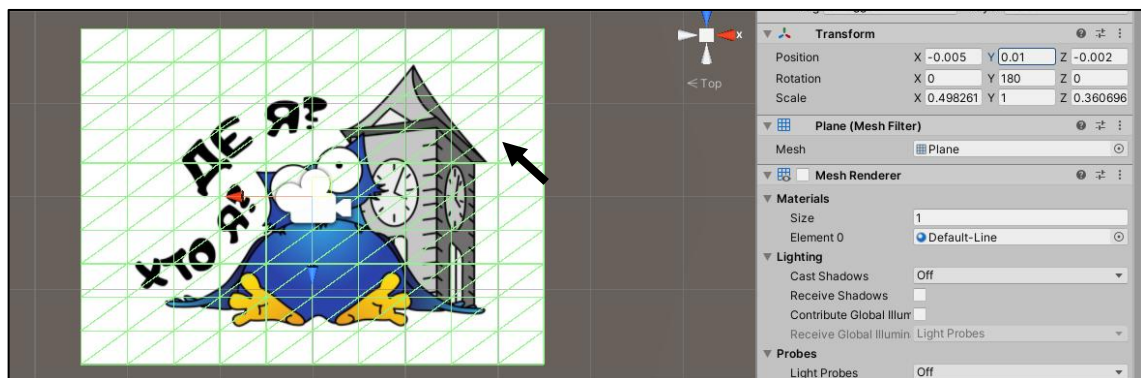 ДЕ Я?
ХТО Я?
x
Top
Transform
Position X -0.005 Y 0.01 Z -0.002
Rotation X 0 Y 180 Z 0
Scale X 0.498261 Y 1 Z 0.360696
Plane (Mesh Filter)
Mesh Plane
Mesh Renderer
Materials
Size 1
Element 0 Default-Line
Lighting
Cast Shadows Off
Receive Shadows
Contribute Global Illum
Receive Global Illumin Light Probes
Probes
Light Probes Off